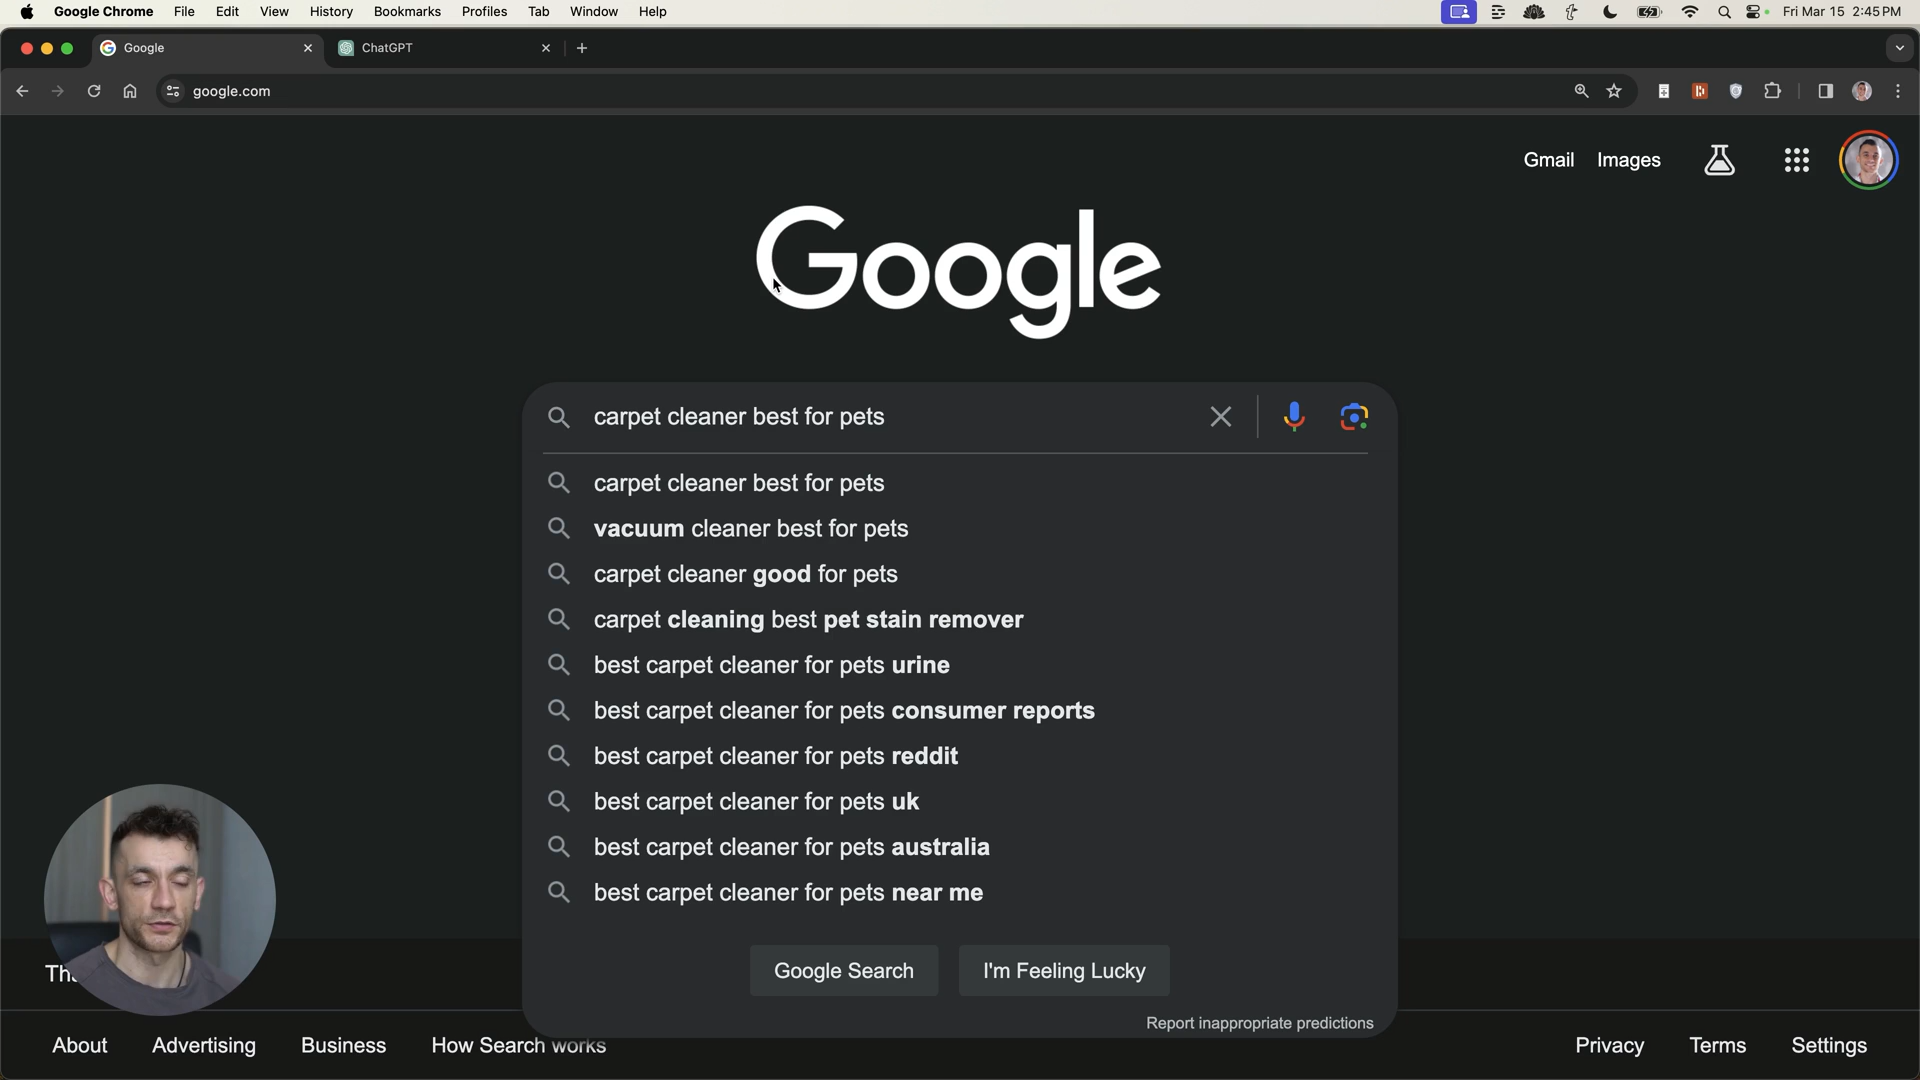 Google Chrome File Edit View History Bookmarks Profiles Tab Window Help Fri Mar 15 2:45 PM
Google ChatGPT
google.com
Gmail Images
Google
carpet cleaner best for pets
carpet cleaner best for pets
vacuum cleaner best for pets
carpet cleaner good for pets
carpet cleaning best pet stain remover
best carpet cleaner for pets urine
best carpet cleaner for pets consumer reports
best carpet cleaner for pets reddit
best carpet cleaner for pets uk
best carpet cleaner for pets australia
best carpet cleaner for pets near me
Google Search I'm Feeling Lucky
Report inappropriate predictions
About Advertising Business How Search works Privacy Terms Settings